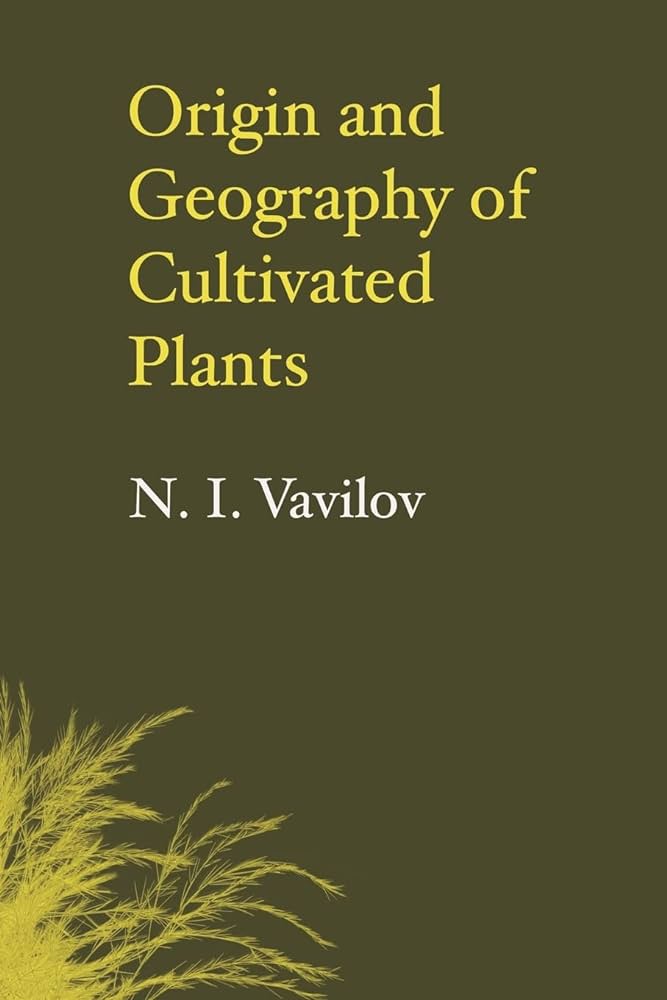 Origin and
Geography of
Cultivated
Plants
N. I. Vavilov